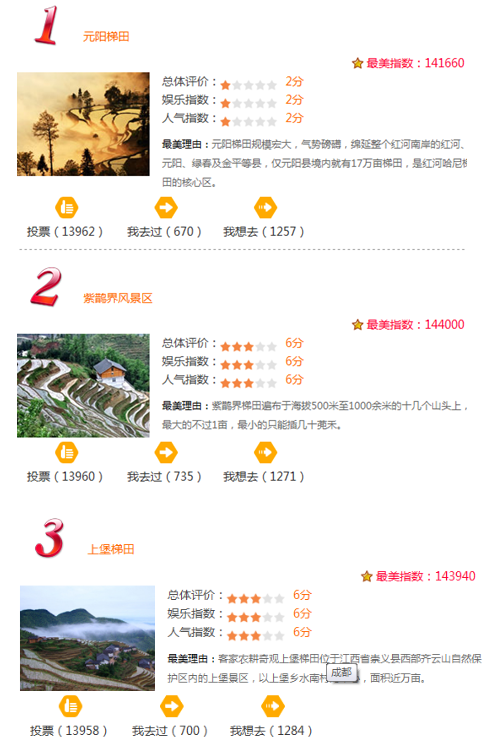 1
元阳梯田
最美指数：141660
总体评价： 2分
娱乐指数： 2分
人气指数： 2分
最美理由：元阳梯田规模宏大，气势磅礴，绵延整个红河南岸的红河、
元阳、绿春及金平等县，仅元阳县境内就有17万亩梯田，是红河哈尼梯
田的核心区。
投票（13962） 我去过（670） 我想去（1257）
2
紫鹊界风景区
最美指数：144000
总体评价： 6分
娱乐指数： 6分
人气指数： 6分
最美理由：紫鹊界梯田遍布于海拔500米至1000余米的十几个山头上，
最大的不过1亩，最小的只能插几十蔸禾。
投票（13960） 我去过（735） 我想去（1271）
3
上堡梯田
最美指数：143940
总体评价： 6分
娱乐指数： 6分
人气指数： 6分
最美理由：客家农耕奇观上堡梯田位于江西省崇义县西部齐云山自然保
护区内的上堡景区，以上堡乡水南村 成都 ，面积近万亩。
投票（13958） 我去过（700） 我想去（1284）